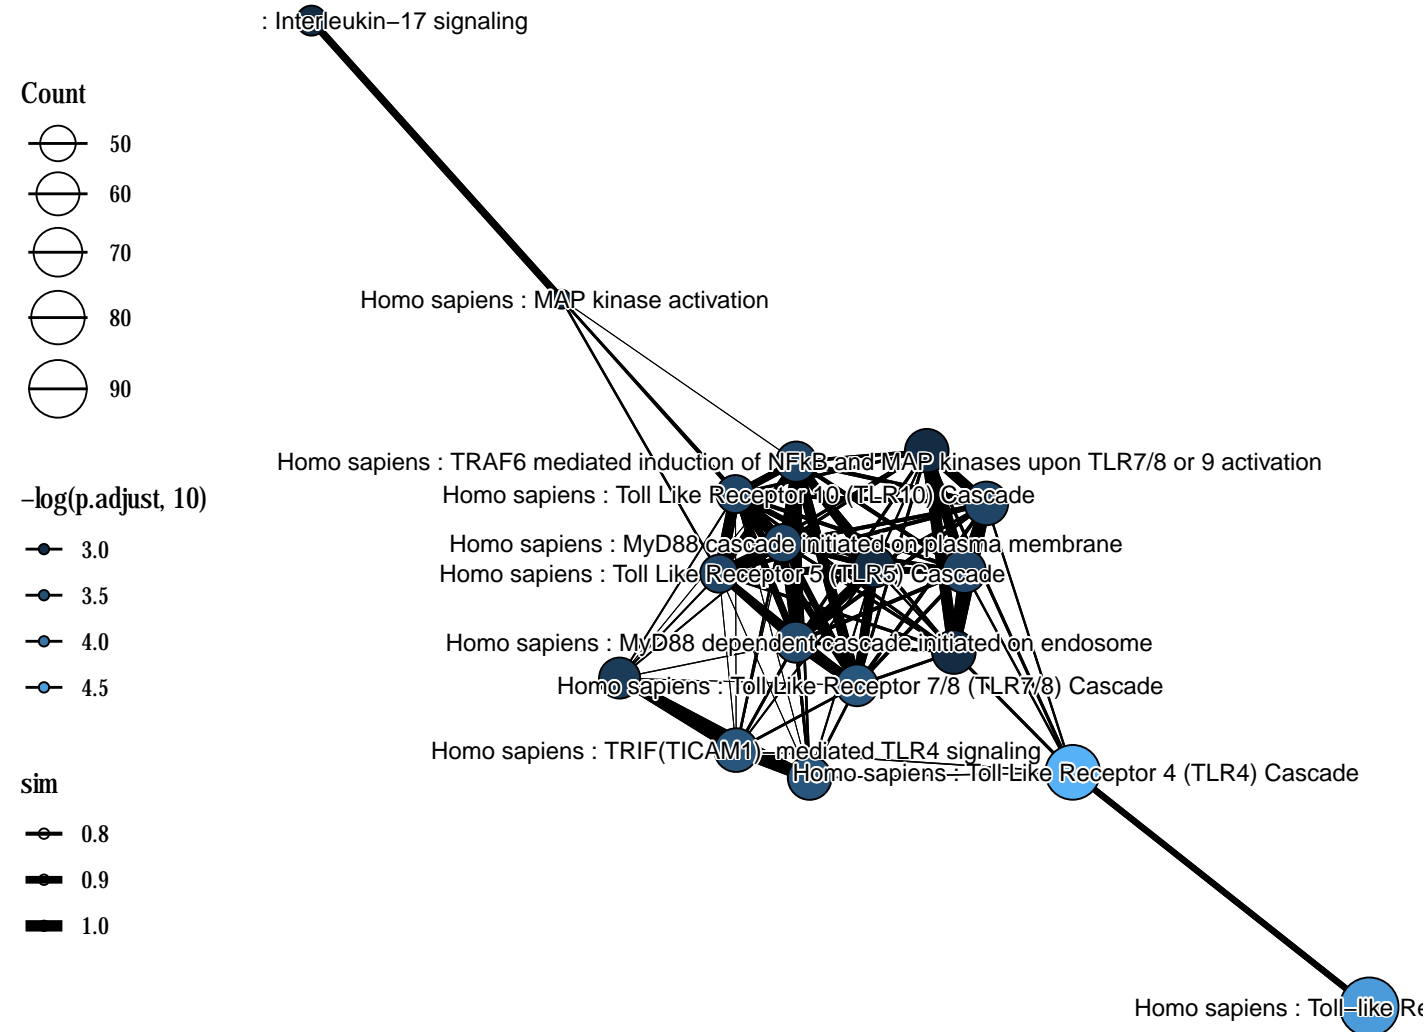 : Interleukin−17 signaling
Count
50
60
70
80
90
Homo sapiens : MAP kinase activation
Homo sapiens : TRAF6 mediated induction of NFkB and MAP kinases upon TLR7/8 or 9 activation
Homo sapiens : Toll Like Receptor 10 (TLR10) Cascade
Homo sapiens : MyD88 cascade initiated on plasma membrane
Homo sapiens : Toll Like Receptor 5 (TLR5) Cascade
Homo sapiens : MyD88 dependent cascade initiated on endosome
Homo sapiens : Toll Like Receptor 7/8 (TLR7/8) Cascade
Homo sapiens : TRIF(TICAM1)−mediated TLR4 signaling
Homo sapiens : Toll Like Receptor 4 (TLR4) Cascade
−log(p.adjust, 10)
3.0
3.5
4.0
4.5
sim
0.8
0.9
1.0
Homo sapiens : Toll−like Re